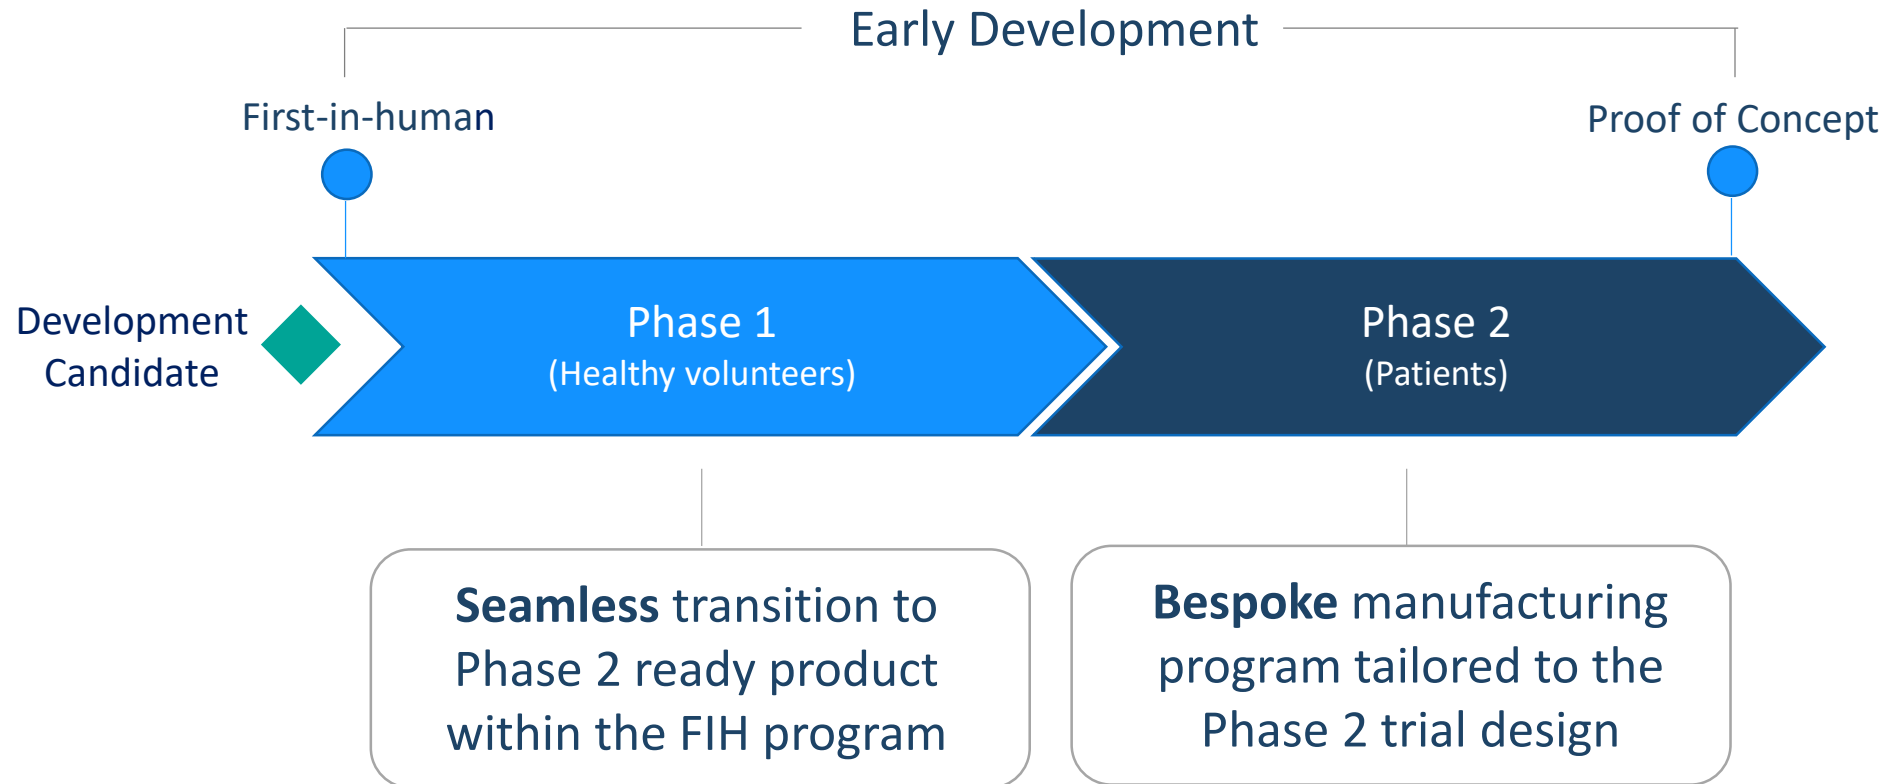 Early Development
First-in-human
Proof of Concept
Development
Candidate
Phase 1
(Healthy volunteers)
Phase 2
(Patients)
Seamless transition to
Phase 2 ready product
within the FIH program
Bespoke manufacturing
program tailored to the
Phase 2 trial design